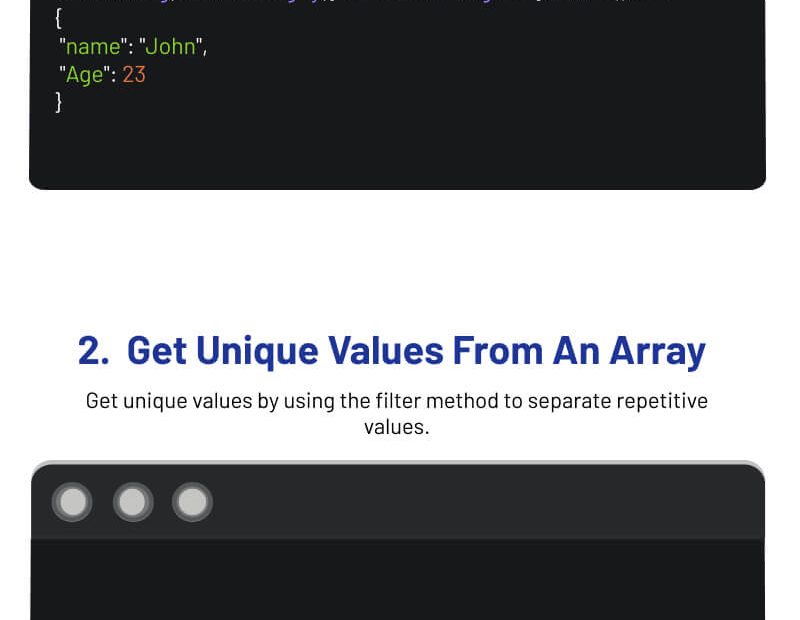 {
"name": "John",
"Age": 23
}
2. Get Unique Values From An Array
Get unique values by using the filter method to separate repetitive
values.